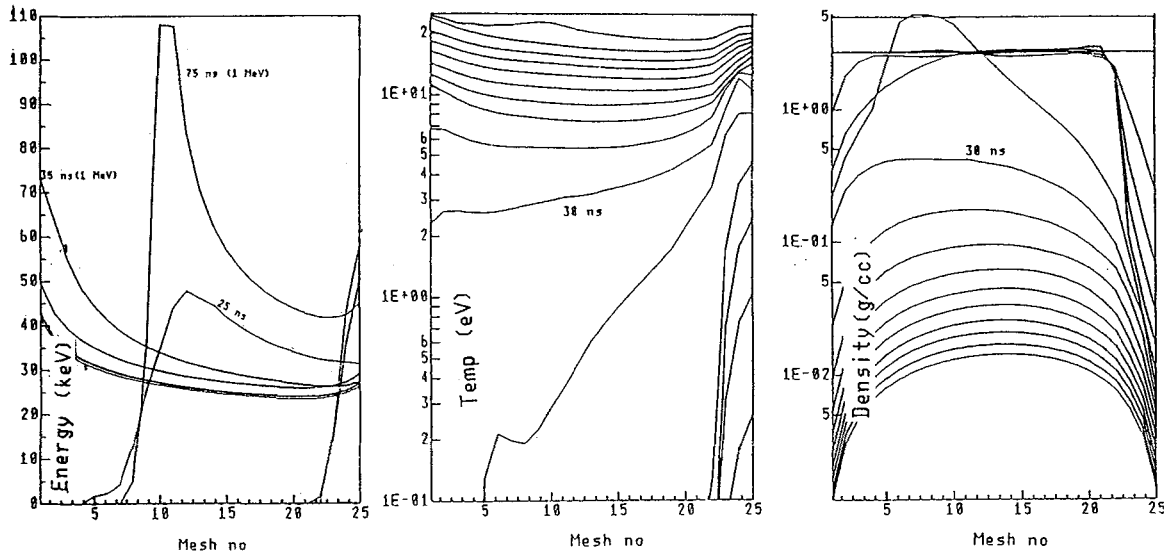 110
100
90
80
70
60
50
40
30
20
10
0
Energy (keV)
75 ns (1 MeV)
35 ns(1 MeV)
25 ns
5
10
15
20
25
Mesh no
2
1E+01
6
5
4
3
2
1E+00
6
5
4
3
2
1E-01
Temp (eV)
30 ns
5
10
15
20
25
Mesh no
5
1E+00
5
1E-01
5
1E-02
5
Density(g/cc)
30 ns
5
10
15
20
25
Mesh no